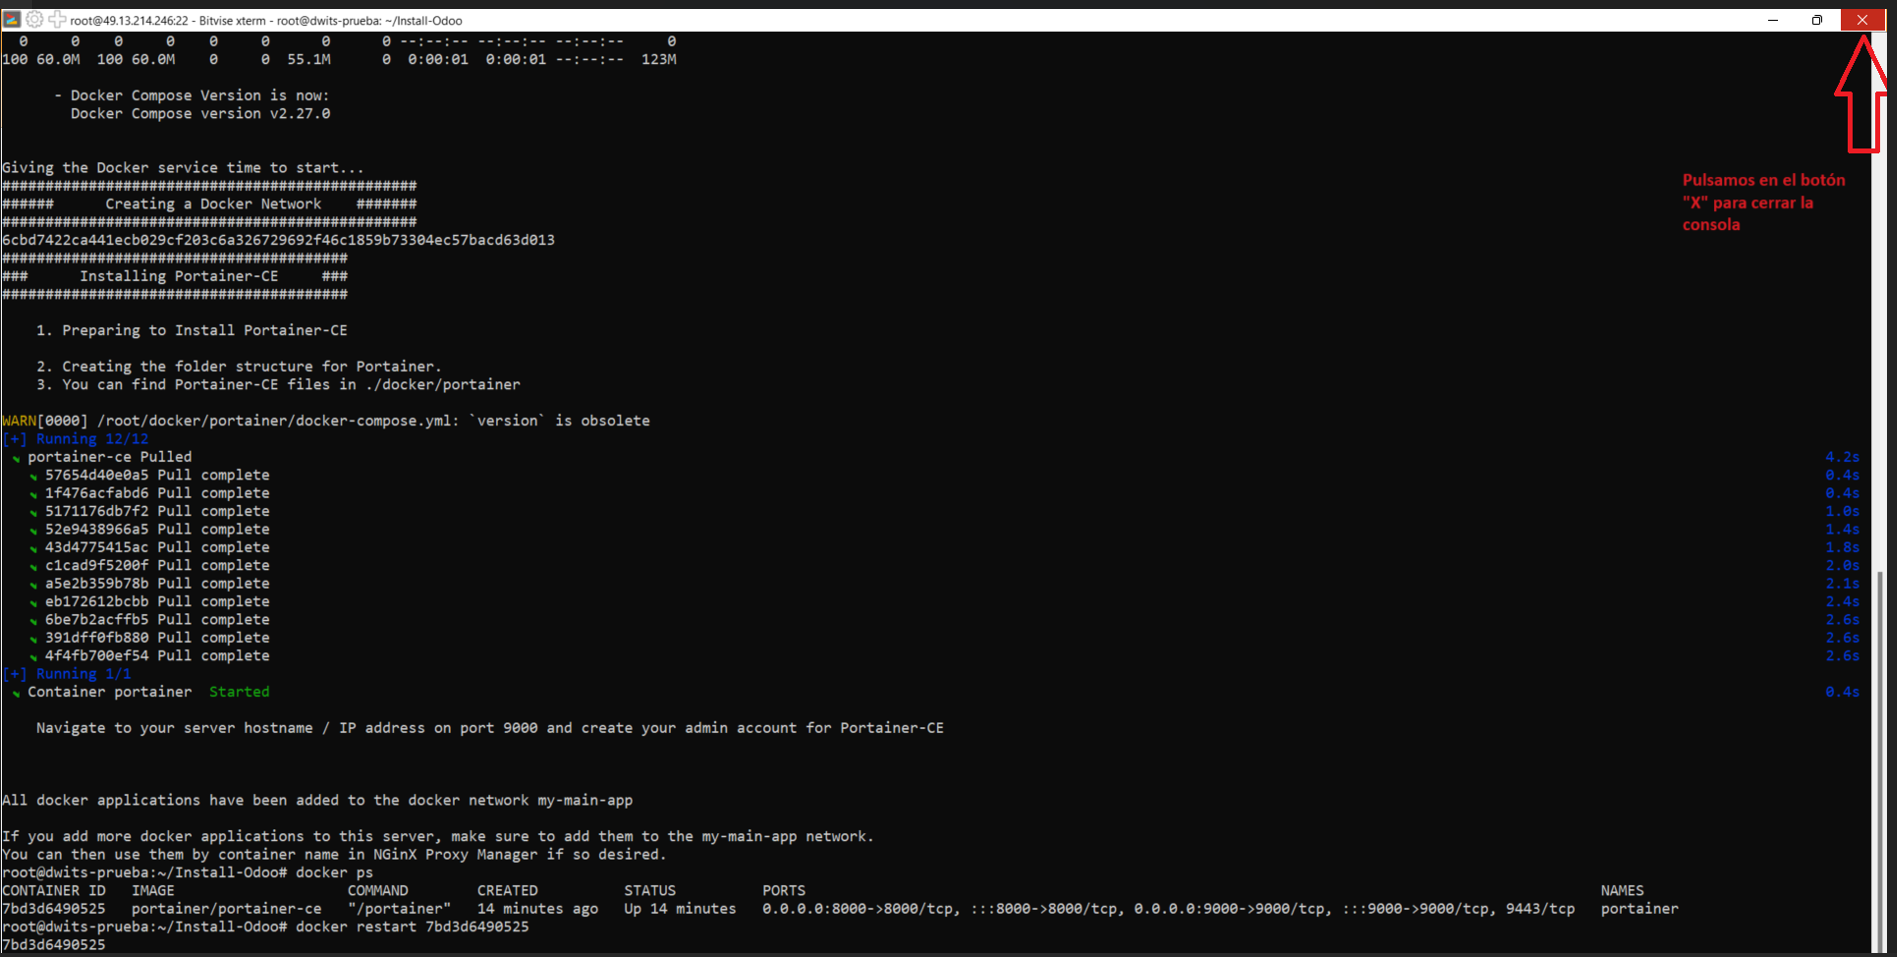 root@49.13.214.246:22 - Bitvise xterm - root@dwits-prueba: ~/Install-Odoo
0 0 0 0 0 0 0 0 --:--:-- --:--:-- --:--:-- 0
100 60.0M 100 60.0M 0 0 55.1M 0 0:00:01 0:00:01 --:--:-- 123M
- Docker Compose Version is now:
Docker Compose version v2.27.0
Giving the Docker service time to start...
################################################
###### Creating a Docker Network #######
################################################
6cbd7422ca441ecb029cf203c6a326729692f46c1859b73304ec57bacd63d013
########################################
### Installing Portainer-CE ###
########################################
1. Preparing to Install Portainer-CE
2. Creating the folder structure for Portainer.
3. You can find Portainer-CE files in ./docker/portainer
WARN[0000] /root/docker/portainer/docker-compose.yml: `version` is obsolete
[+] Running 12/12
portainer-ce Pulled 4.2s
57654d40e0a5 Pull complete 0.4s
1f476acfabd6 Pull complete 0.4s
5171176db7f2 Pull complete 1.0s
52e9438966a5 Pull complete 1.4s
43d4775415ac Pull complete 1.8s
c1cad9f5200f Pull complete 2.0s
a5e2b359b78b Pull complete 2.1s
eb172612bcbb Pull complete 2.4s
6be7b2acffb5 Pull complete 2.6s
391dff0fb880 Pull complete 2.6s
4f4fb700ef54 Pull complete 2.6s
[+] Running 1/1
Container portainer Started 0.4s
Navigate to your server hostname / IP address on port 9000 and create your admin account for Portainer-CE
All docker applications have been added to the docker network my-main-app
If you add more docker applications to this server, make sure to add them to the my-main-app network.
You can then use them by container name in NGinX Proxy Manager if so desired.
root@dwits-prueba:~/Install-Odoo# docker ps
CONTAINER ID IMAGE COMMAND CREATED STATUS PORTS NAMES
7bd3d6490525 portainer/portainer-ce "/portainer" 14 minutes ago Up 14 minutes 0.0.0.0:8000->8000/tcp, :::8000->8000/tcp, 0.0.0.0:9000->9000/tcp, :::9000->9000/tcp, 9443/tcp portainer
root@dwits-prueba:~/Install-Odoo# docker restart 7bd3d6490525
7bd3d6490525
Pulsamos en el botón
"X" para cerrar la
consola